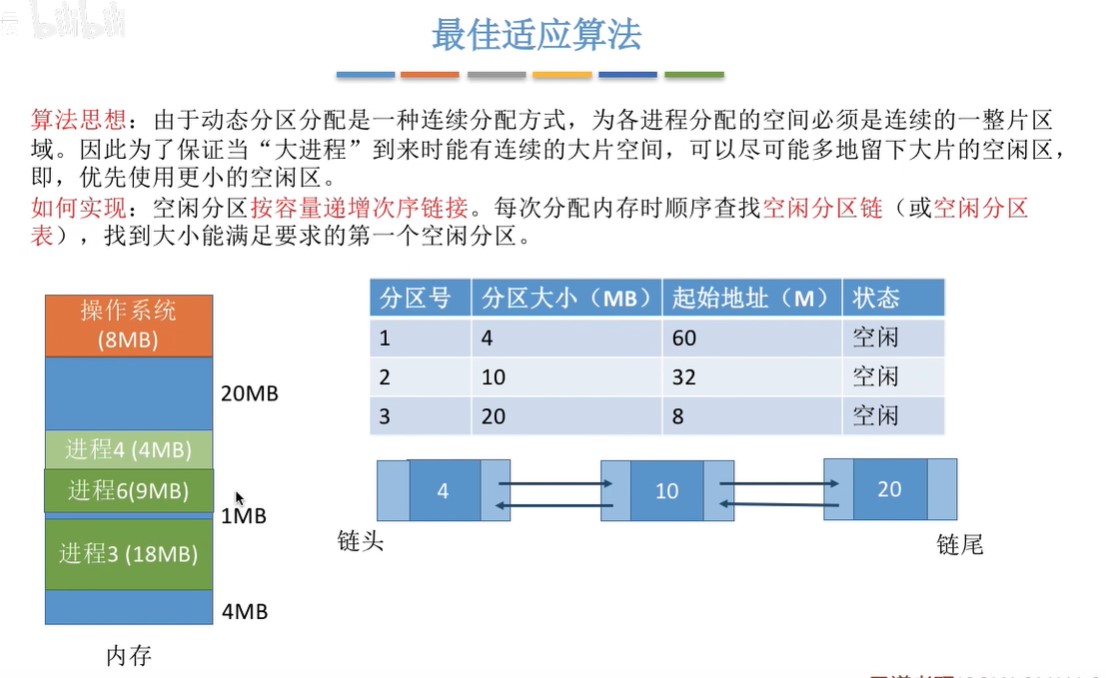 bilibili
最佳适应算法
算法思想：由于动态分区分配是一种连续分配方式，为各进程分配的空间必须是连续的一整片区
域。因此为了保证当“大进程”到来时能有连续的大片空间，可以尽可能多地留下大片的空闲区，
即，优先使用更小的空闲区。
如何实现：空闲分区按容量递增次序链接。每次分配内存时顺序查找空闲分区链（或空闲分区
表），找到大小能满足要求的第一个空闲分区。
操作系统
(8MB)
20MB
进程4 (4MB)
进程6(9MB)
1MB
进程3 (18MB)
4MB
内存
分区号 分区大小（MB） 起始地址（M） 状态
1 4 60 空闲
2 10 32 空闲
3 20 8 空闲
4 10 20
链头 链尾